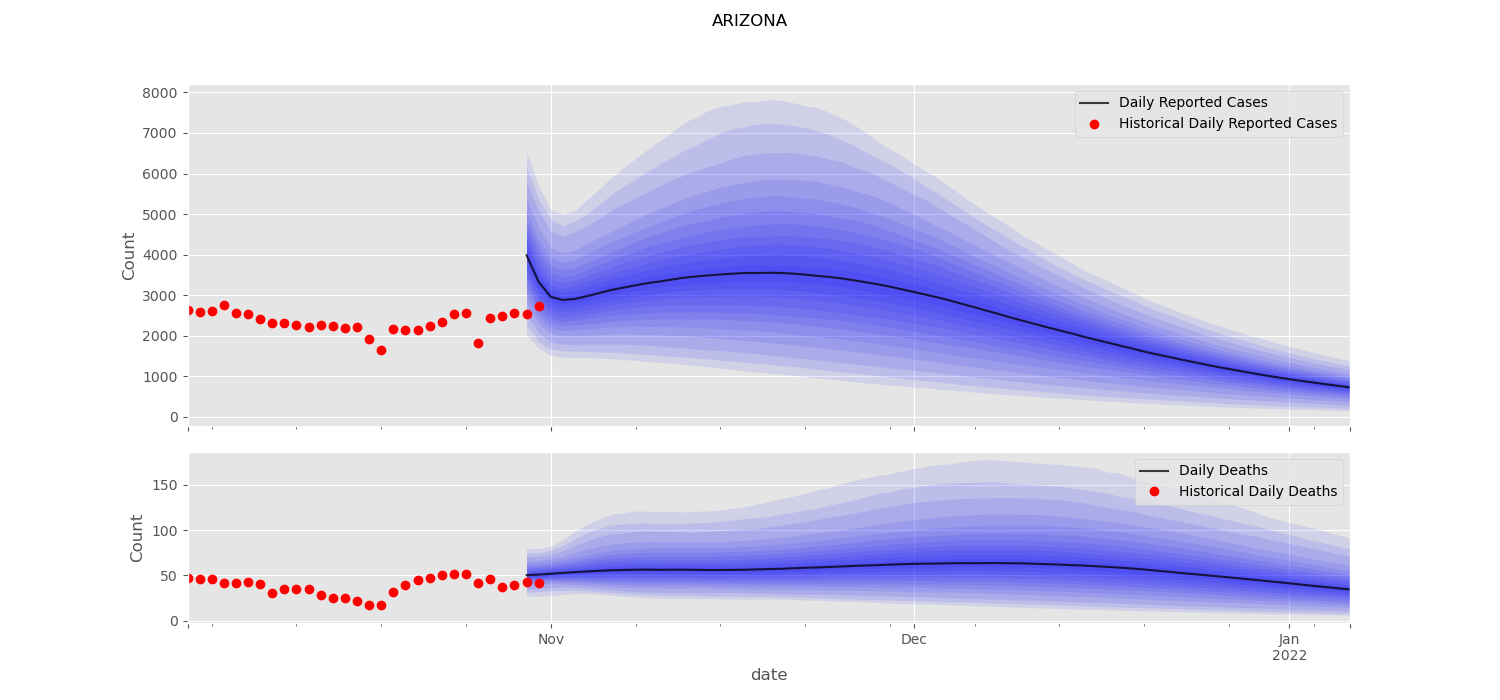 ARIZONA
8000
7000
6000
5000
4000
3000
2000
1000
0
Count
Daily Reported Cases
Historical Daily Reported Cases
150
100
50
0
Count
Daily Deaths
Historical Daily Deaths
Nov
Dec
Jan
2022
date